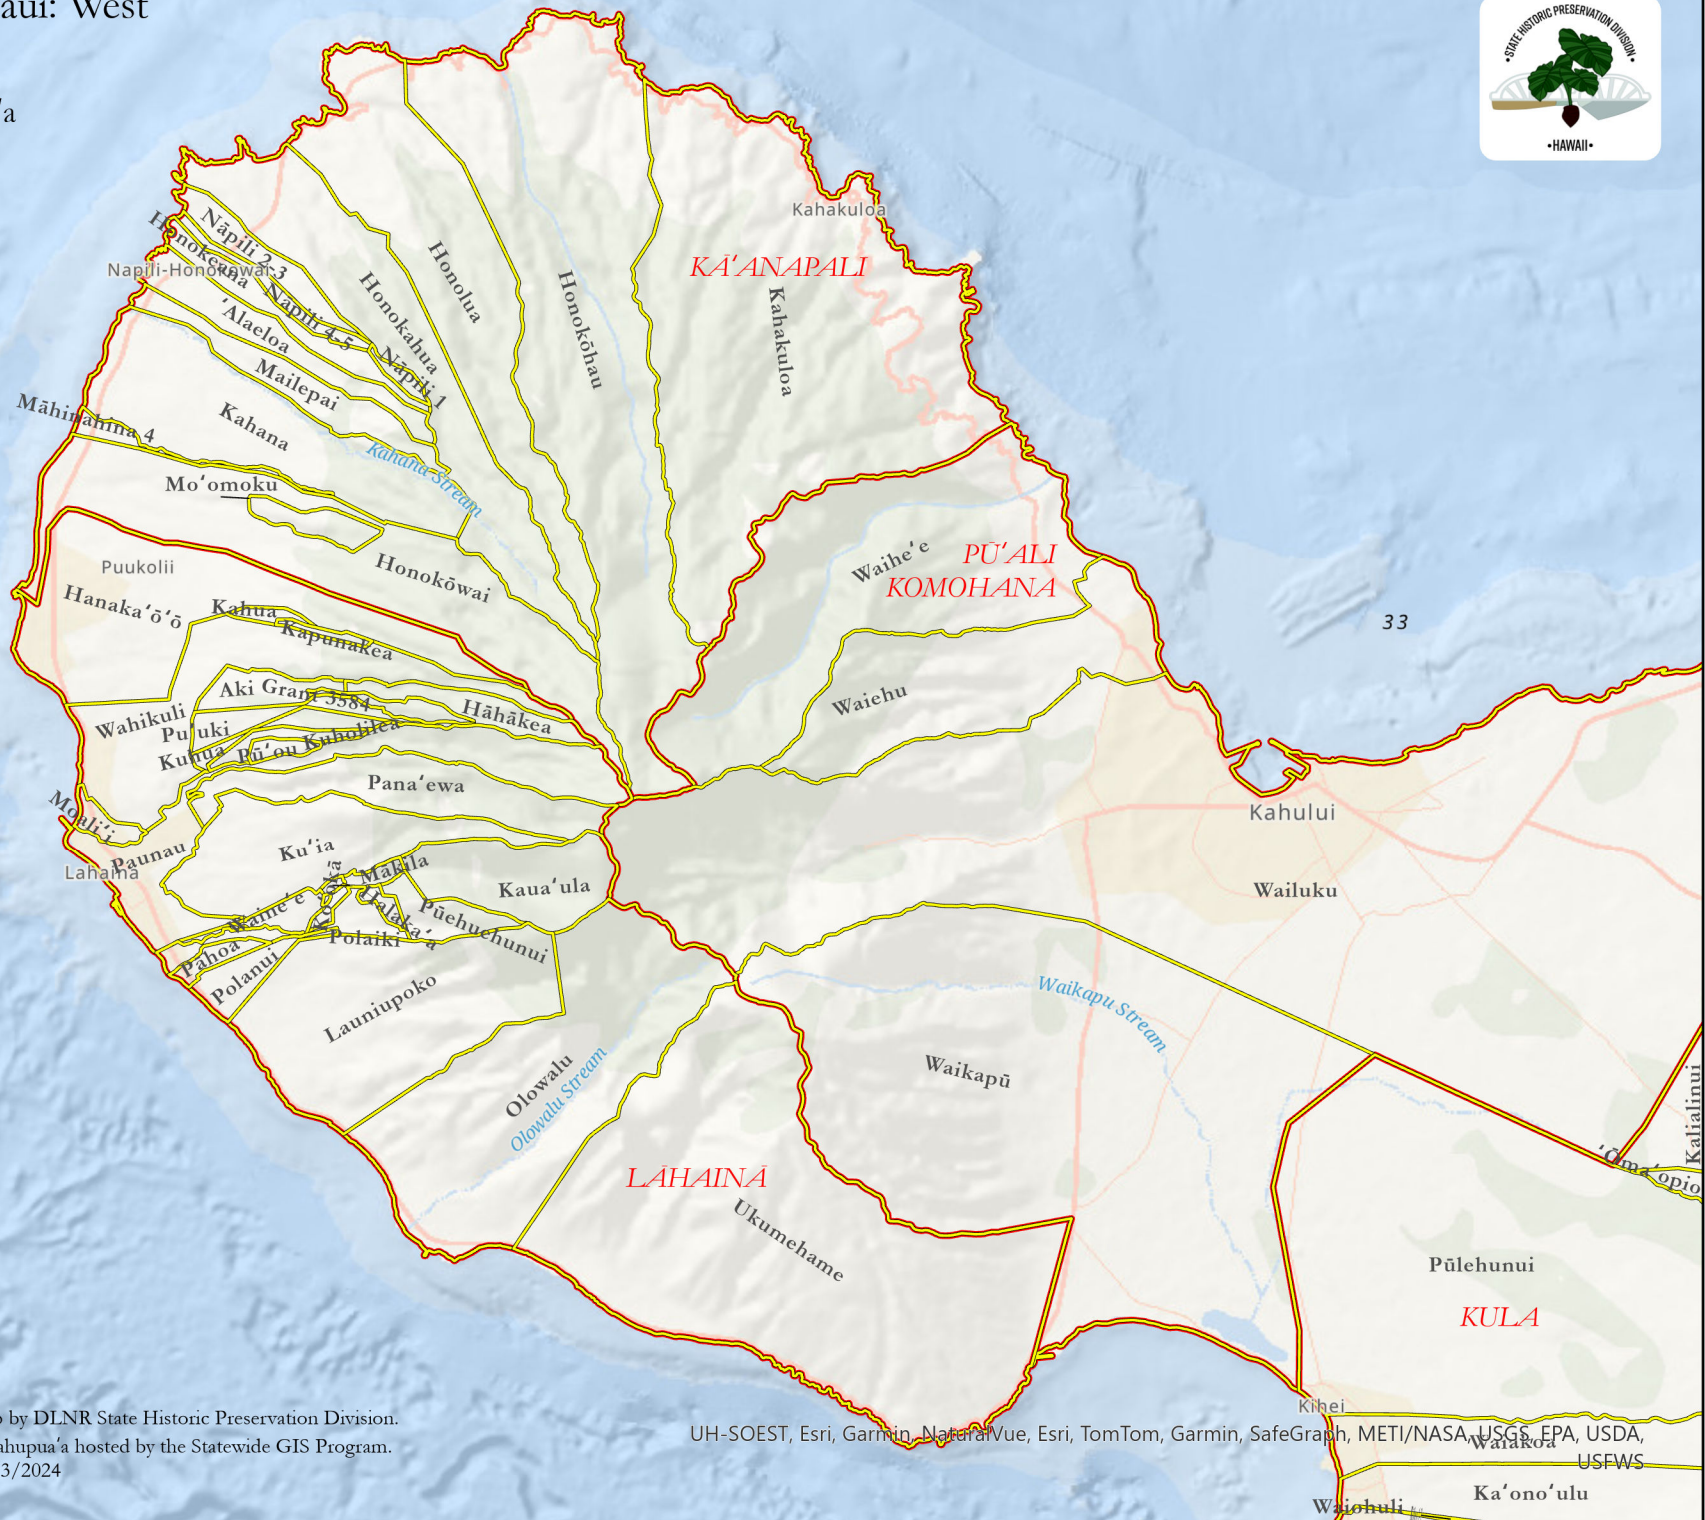 aui: West
ʻa
•STATE HISTORIC PRESERVATION DIVISION•
•HAWAII•
Kahakuloa
KĀʻANAPALI
Nāpili 2-3
Honokeana
Napili-Honokowai
Nāpili 4-5
ʻAlaeloa
Nāpili 1
Honokahua
Honolua
Honokōhau
Kahakuloa
Mailepai
Kahana
Māhinahina 4
Kahana Stream
Moʻomoku
Honokōwai
Waiheʻe
PŪʻALI
KOMOHANA
Puukolii
Hanakaʻōʻō
Kahua
Kapunakea
33
Aki Grant 3584
Hāhākea
Wahikuli
Puʻuki
Kuhua
Pūʻou
Kuholilea
Waiehu
Panaʻewa
Moaliʻi
Paunau
Lahaina
Kuʻia
Mākila
Kauaʻula
Kahului
Wailuku
Waineʻe
Halakaʻa
Pūehuehunui
Polaiki
Pahoa
Polanui
Launiupoko
Waikapu Stream
Waikapū
Olowalu
Olowalu Stream
LĀHAINĀ
Ukumehame
Kalialinui
ʻŌmaʻopio
Pūlehunui
KULA
Kihei
Waiakoa
Kaʻonoʻulu
Waiohuli
by DLNR State Historic Preservation Division.
ahupuaʻa hosted by the Statewide GIS Program.
3/2024
UH-SOEST, Esri, Garmin, NaturalVue, Esri, TomTom, Garmin, SafeGraph, METI/NASA, USGS, EPA, USDA,
USFWS